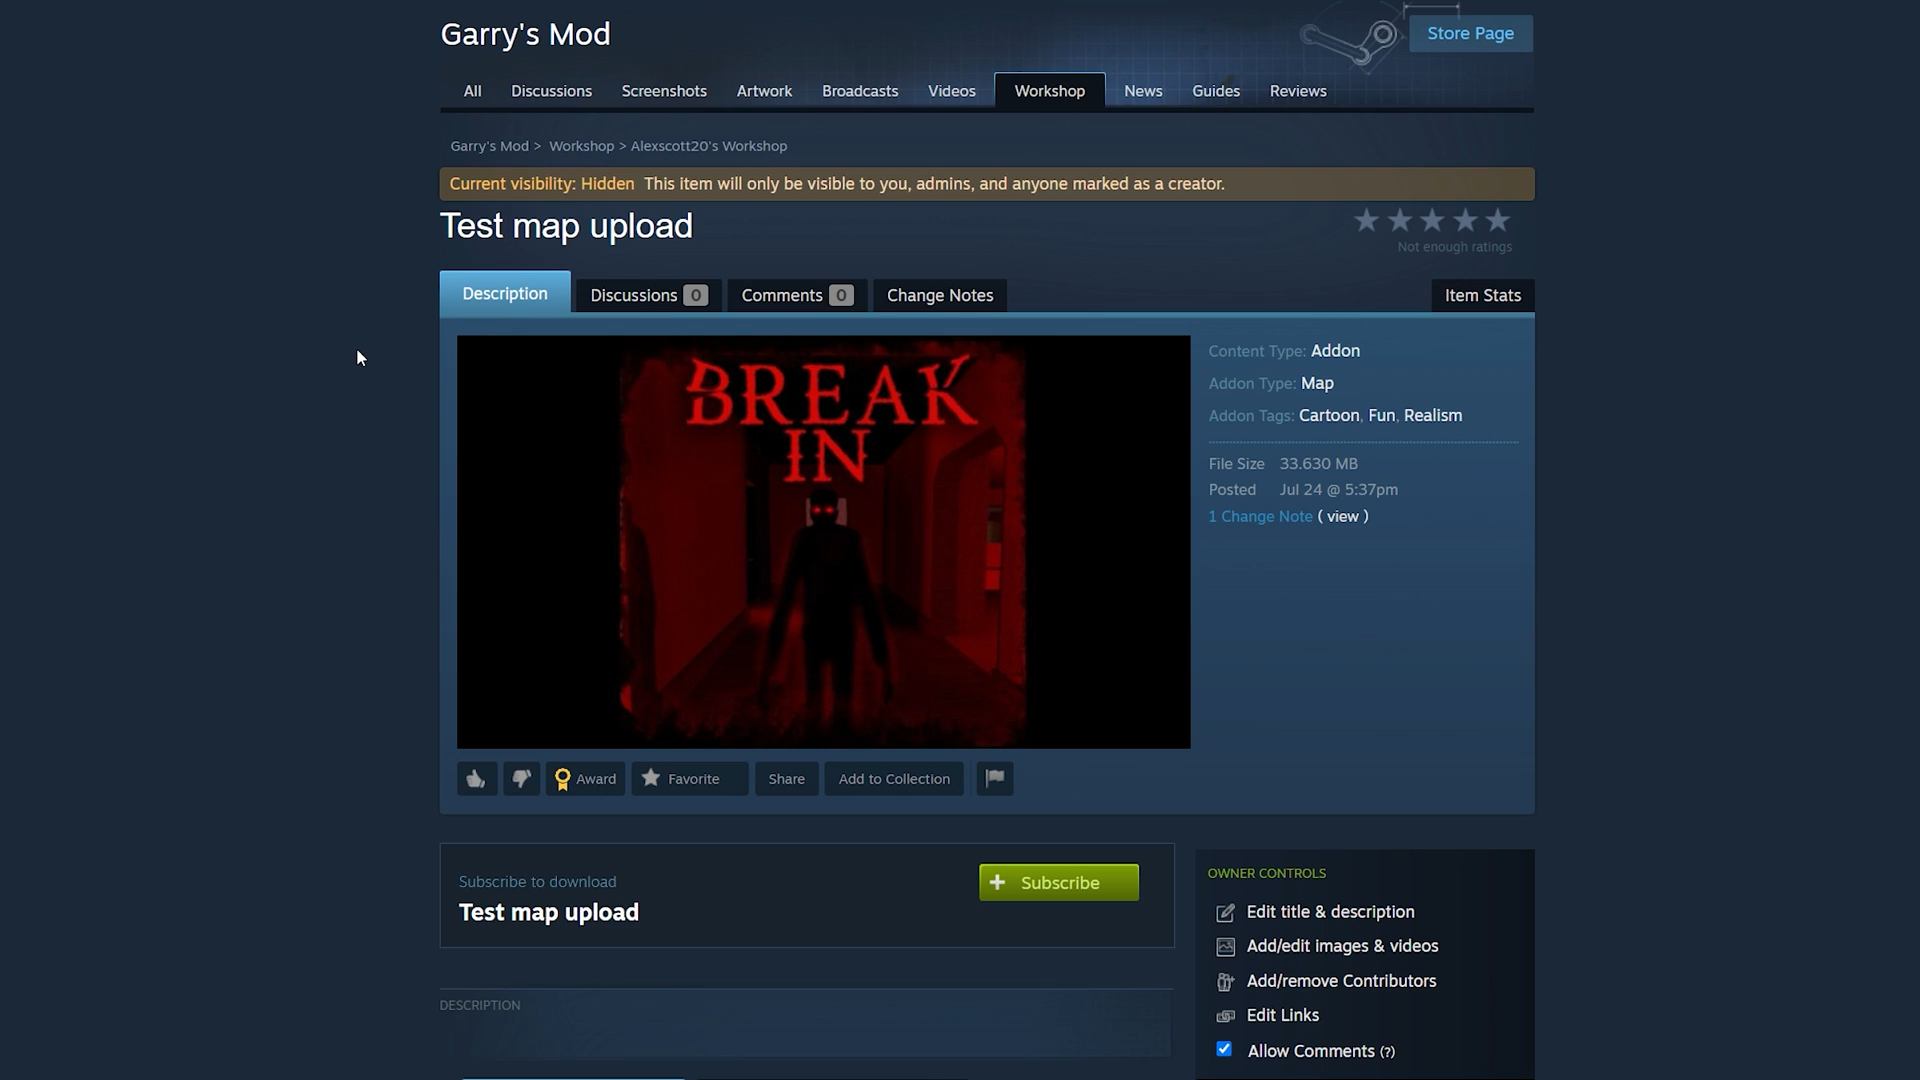 Garry's Mod
Store Page
All Discussions Screenshots Artwork Broadcasts Videos Workshop News Guides Reviews
Garry's Mod > Workshop > Alexscott20's Workshop
Current visibility: Hidden This item will only be visible to you, admins, and anyone marked as a creator.
Test map upload
Not enough ratings
Description Discussions 0 Comments 0 Change Notes Item Stats
BREAK
IN
Content Type: Addon
Addon Type: Map
Addon Tags: Cartoon, Fun, Realism
File Size 33.630 MB
Posted Jul 24 @ 5:37pm
1 Change Note ( view )
Award Favorite Share Add to Collection
Subscribe to download
Test map upload
Subscribe
DESCRIPTION
OWNER CONTROLS
Edit title & description
Add/edit images & videos
Add/remove Contributors
Edit Links
Allow Comments (?)